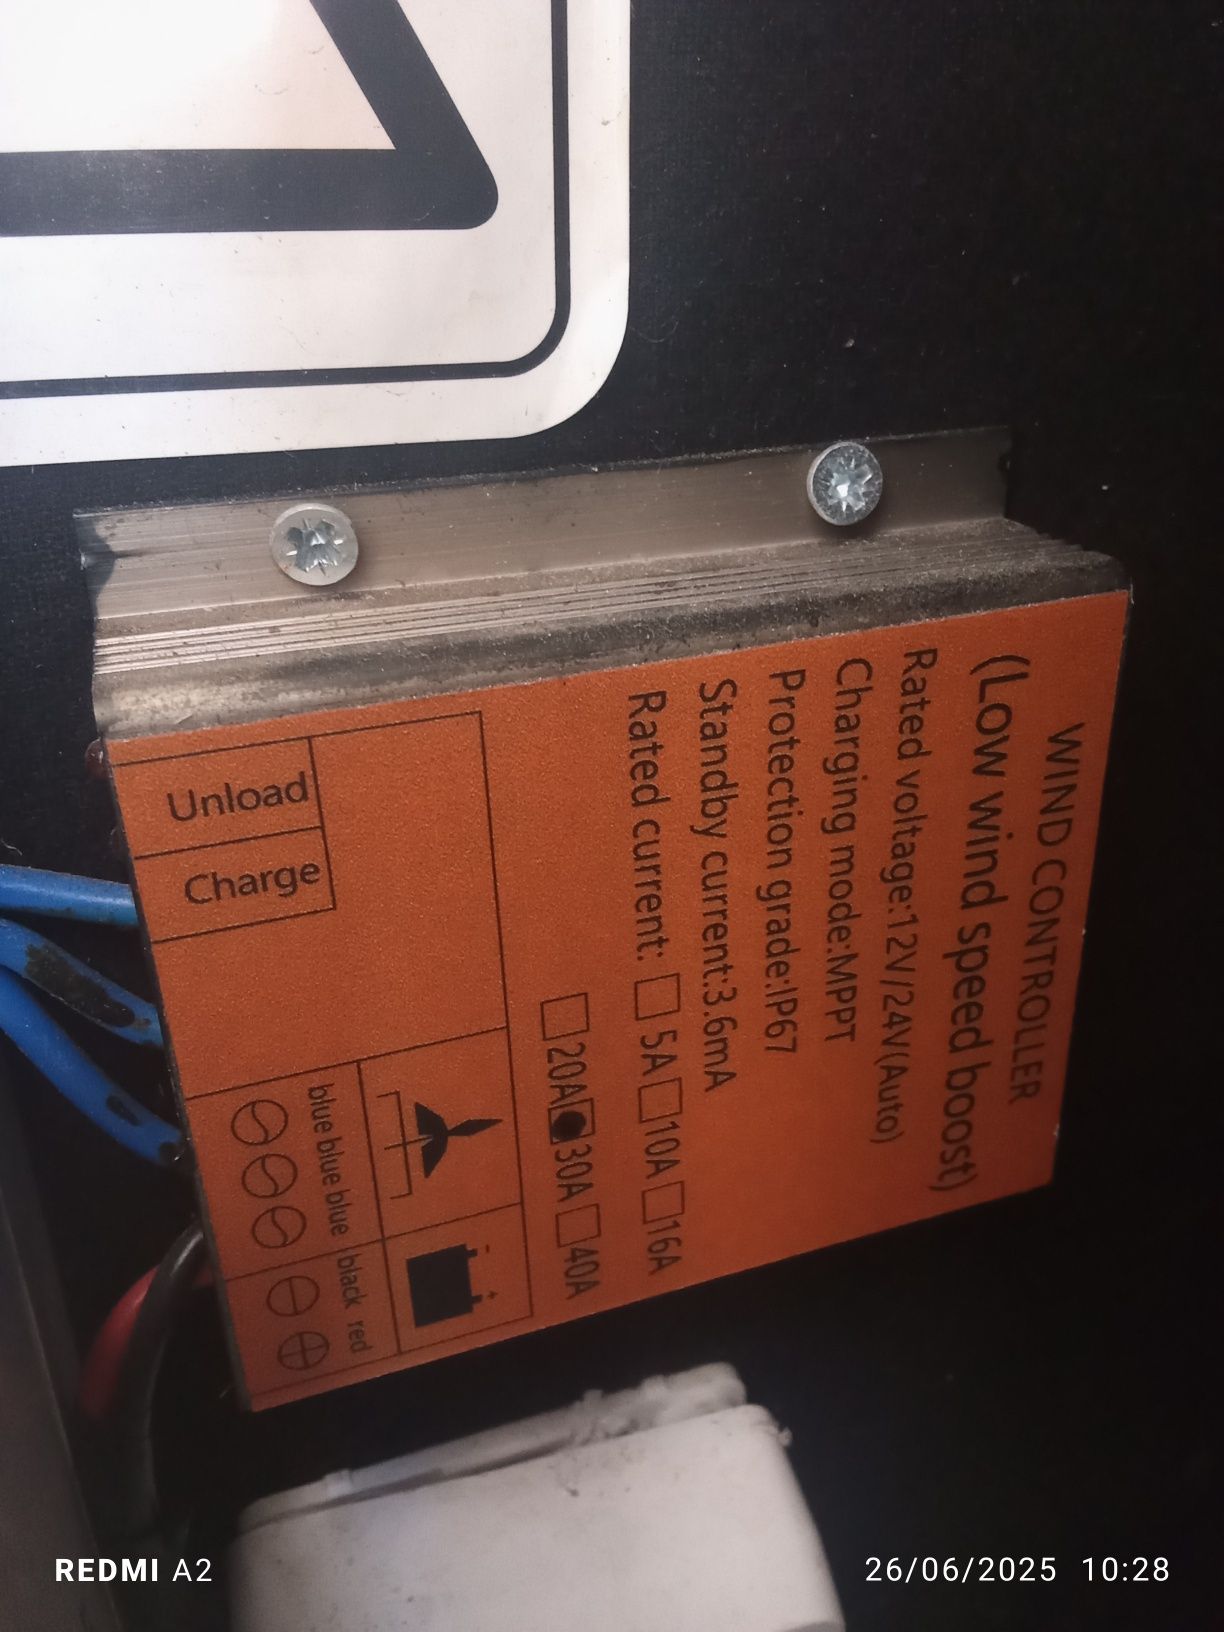 WIND CONTROLLER
(Low wind speed boost)
Rated voltage:12V/24V(Auto)
Charging mode:MPPT
Protection grade:IP67
Standby current:3.6mA
Rated current: 5A 10A 16A
20A 30A 40A
Unload
Charge
blue blue blue black red
REDMI A2
26/06/2025 10:28